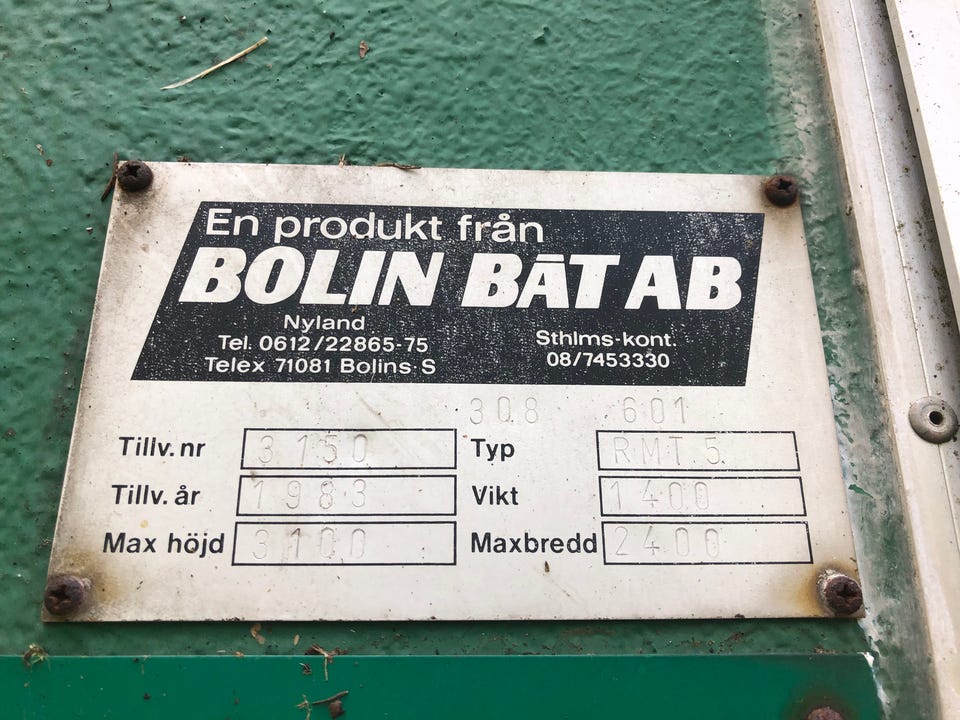 En produkt från
BOLIN BÅT AB
Nyland
Tel. 0612/22865-75
Telex 71081 Bolins-S
Sthlms-kont.
08/7453330
308 601
Tillv. nr 3150 Typ RMT.5
Tillv. år 1983 Vikt 1400
Max höjd 3100 Maxbredd 2400